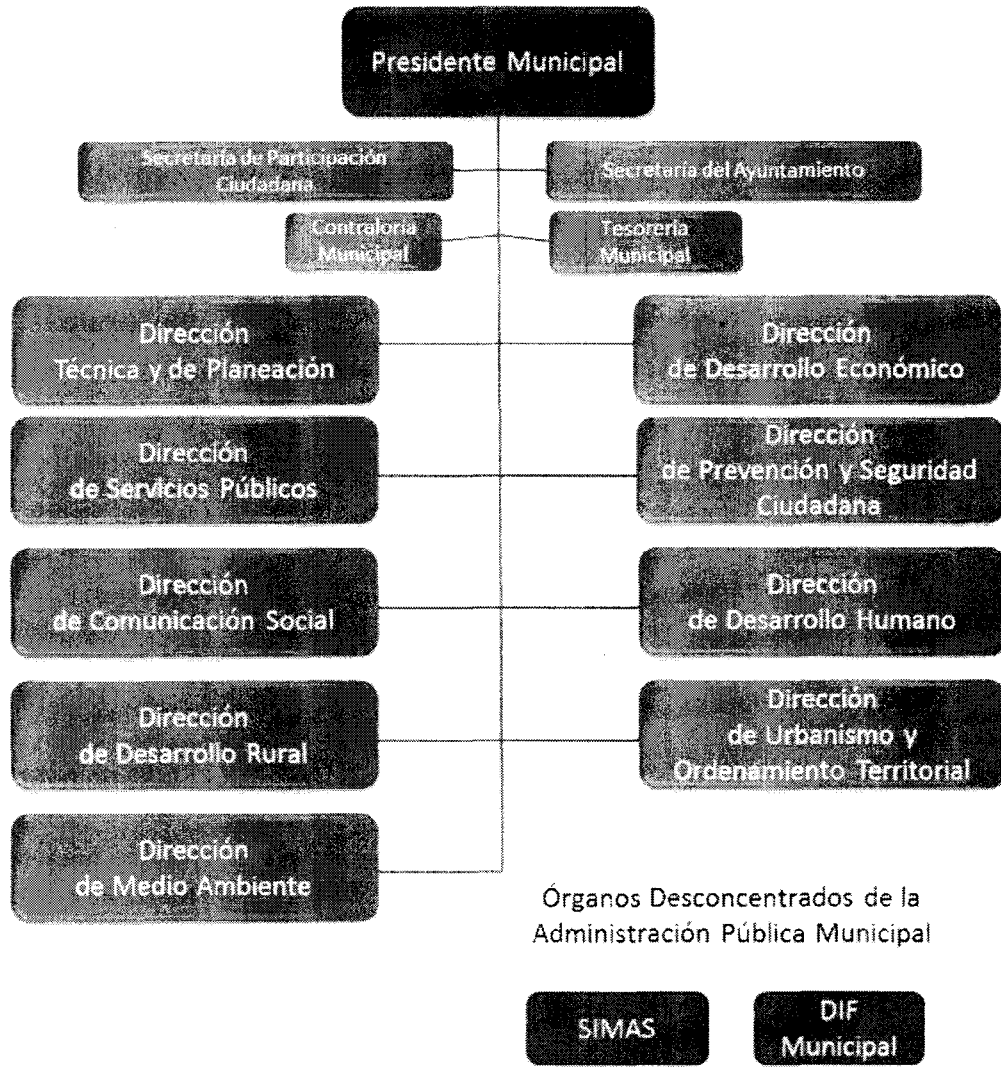 Presidente Municipal
Secretaría de Participación
Ciudadana
Secretaría del Ayuntamiento
Contraloría
Municipal
Tesorería
Municipal
Dirección
Técnica y de Planeación
Dirección
de Desarrollo Económico
Dirección
de Servicios Públicos
Dirección
de Prevención y Seguridad
Ciudadana
Dirección
de Comunicación Social
Dirección
de Desarrollo Humano
Dirección
de Desarrollo Rural
Dirección
de Urbanismo y
Ordenamiento Territorial
Dirección
de Medio Ambiente
Órganos Desconcentrados de la
Administración Pública Municipal
SIMAS
DIF
Municipal